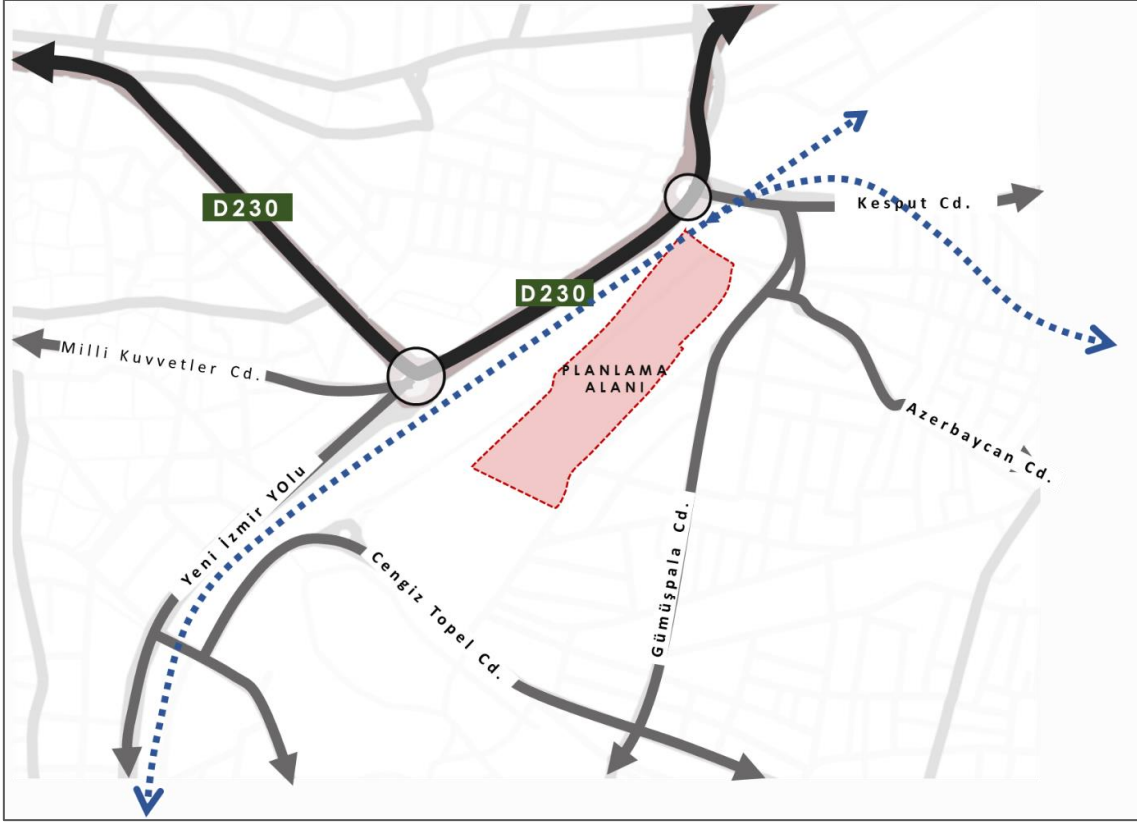 D230
Kesput Cd.
D230
Milli Kuvvetler Cd.
PLANLAMA
ALANI
Azerbaycan Cd.
Yeni İzmir YOlu
Cengiz Topel Cd.
Gümüşpala Cd.